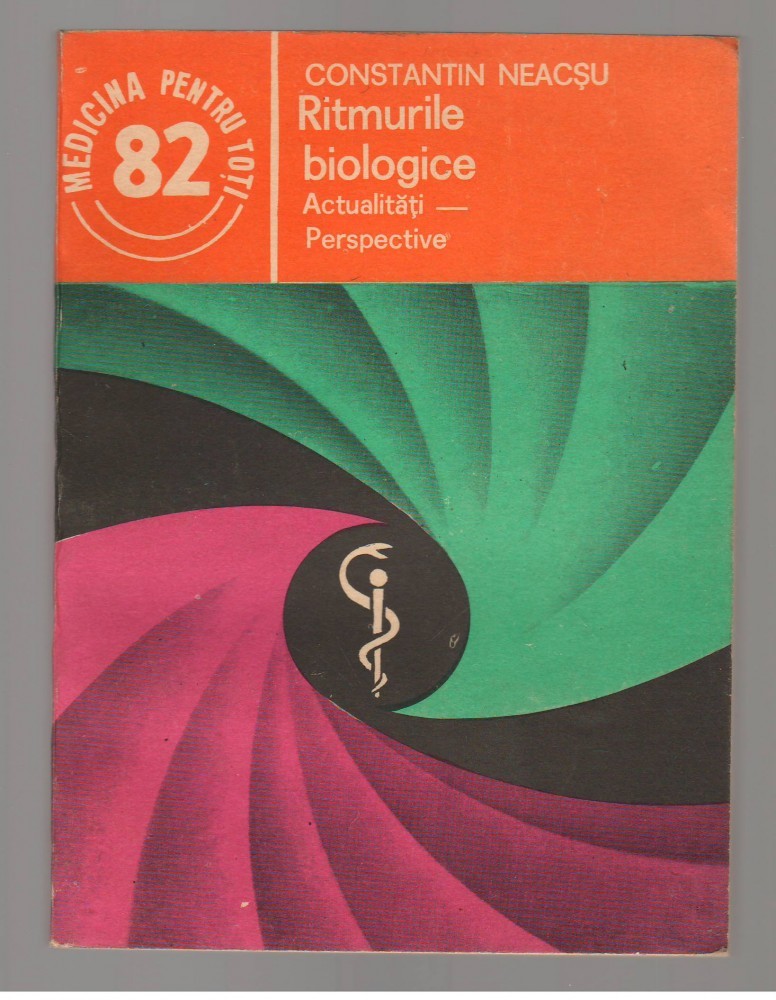 MEDICINA PENTRU TOȚI
82
CONSTANTIN NEACȘU
Ritmurile
biologice
Actualități —
Perspective